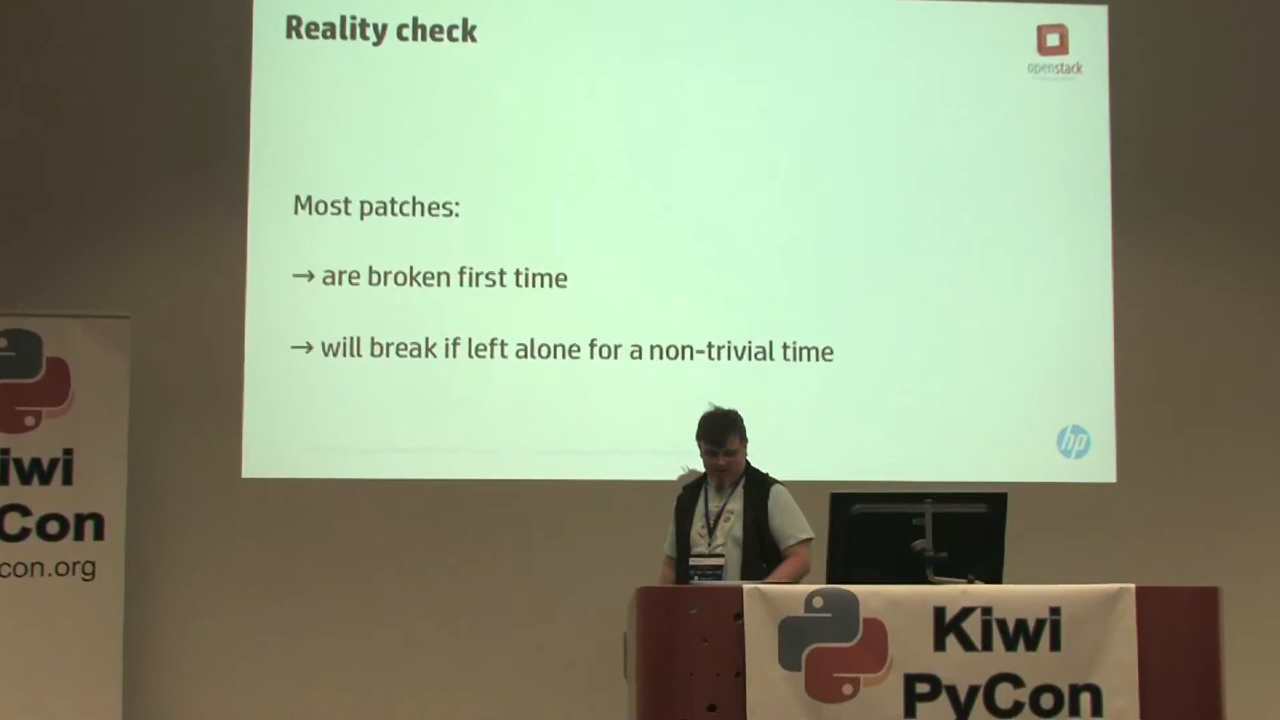 Reality check
openstack
Most patches:
→ are broken first time
→ will break if left alone for a non-trivial time
hp
iwi
Con
con.org
Kiwi
PyCon